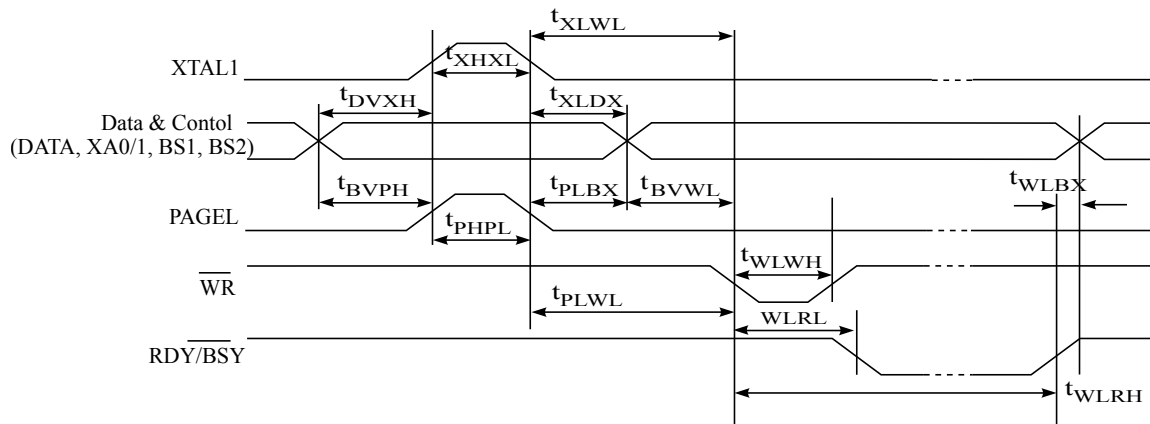 tXLWL
XTAL1
tXHXL
tDVXH
tXLDX
Data & Contol
(DATA, XA0/1, BS1, BS2)
tBVPH
tPLBX
tBVWL
tWLBX
PAGEL
tPHPL
tWLWH
WR
tPLWL
WLRL
RDY/BSY
tWLRH